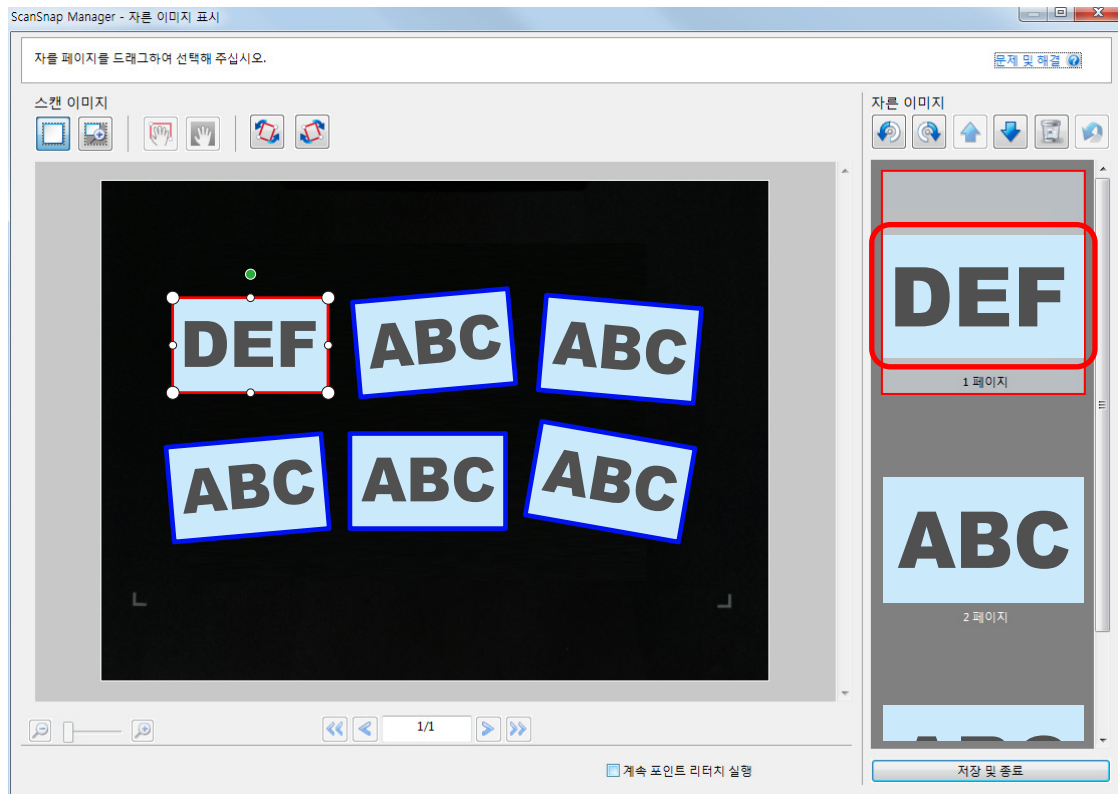 ScanSnap Manager - 자른 이미지 표시
자를 페이지를 드래그하여 선택해 주십시오.
문제 및 해결
스캔 이미지
자른 이미지
DEF
ABC
ABC
ABC
ABC
ABC
DEF
1 페이지
ABC
2 페이지
ABC
1/1
계속 포인트 리터치 실행
저장 및 종료